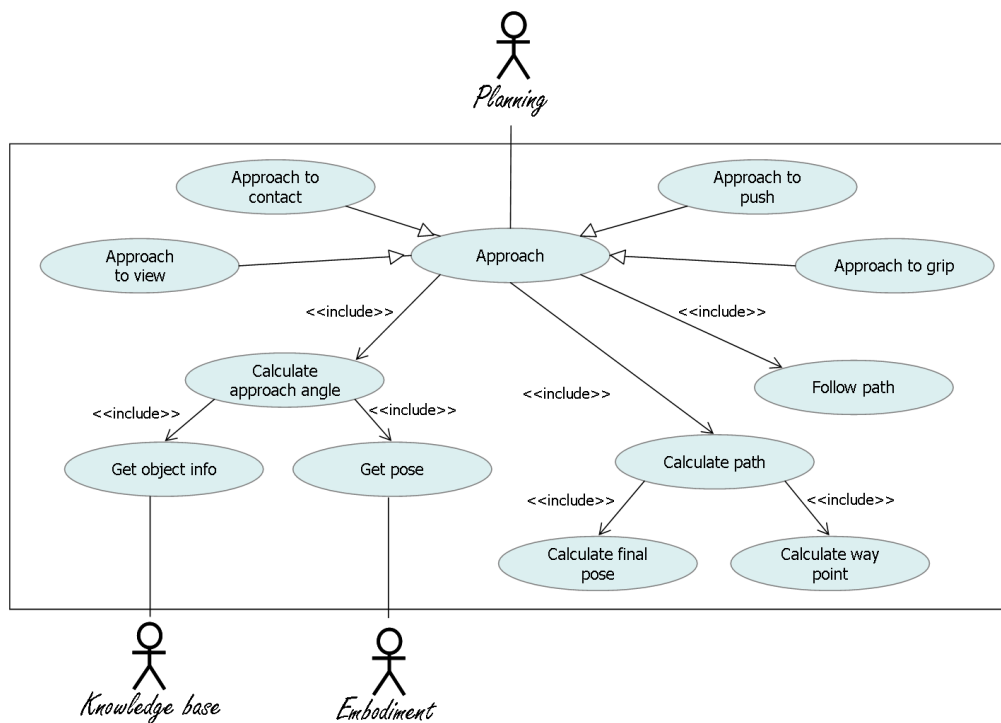 Planning
Approach to
contact
Approach to
push
Approach
to view
Approach
Approach to grip
<<include>>
<<include>>
Calculate
approach angle
Follow path
<<include>>
<<include>>
<<include>>
Get object info
Get pose
Calculate path
<<include>>
<<include>>
Calculate final
pose
Calculate way
point
Knowledge base
Embodiment